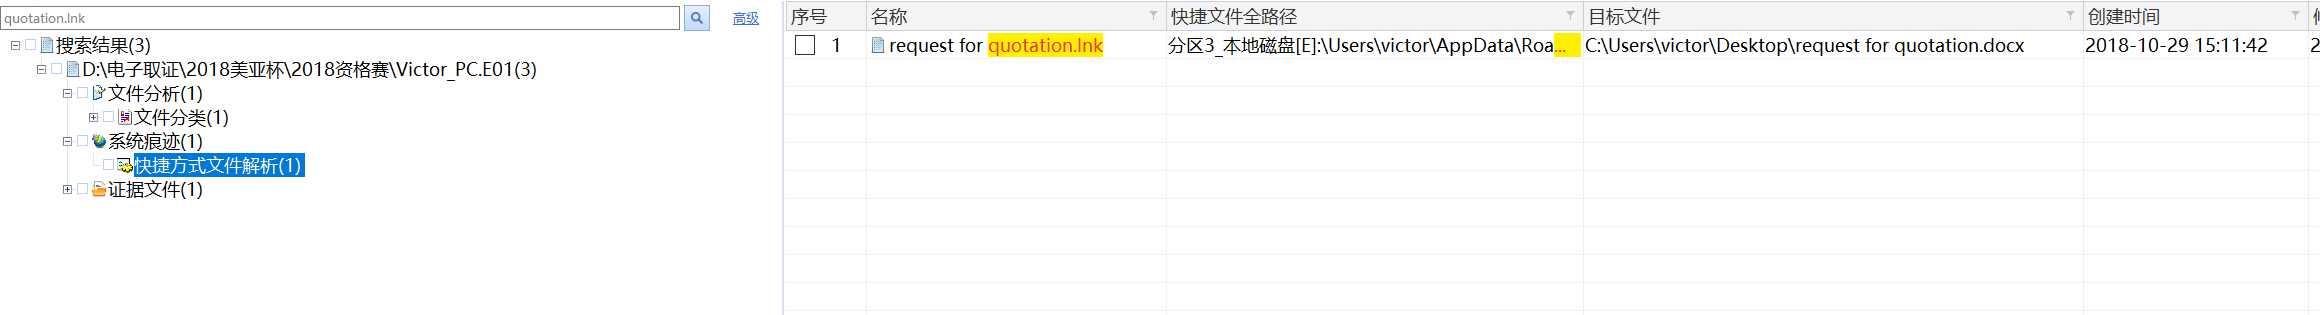 quotation.lnk
高级
搜索结果(3)
D:\电子取证\2018美亚杯\2018资格赛\Victor_PC.E01(3)
文件分析(1)
文件分类(1)
系统痕迹(1)
快捷方式文件解析(1)
证据文件(1)
序号 名称 快捷文件全路径 目标文件 创建时间
1 request for quotation.lnk 分区3_本地磁盘[E]:\Users\victor\AppData\Roa... C:\Users\victor\Desktop\request for quotation.docx 2018-10-29 15:11:42 2